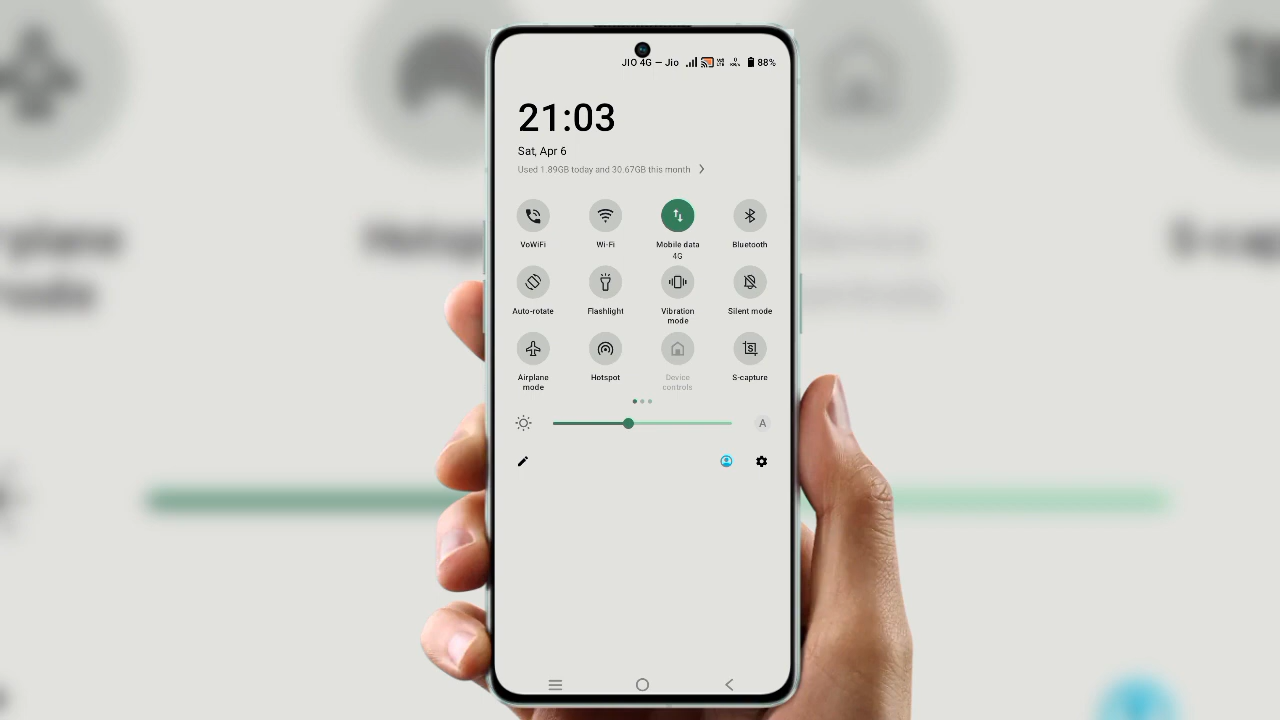 JIO 4G — Jio 88%
21:03
Sat, Apr 6
Used 1.89GB today and 30.67GB this month
VoWiFi Wi-Fi Mobile data Bluetooth
4G
Auto-rotate Flashlight Vibration Silent mode
mode
Airplane Hotspot Device S-capture
mode controls
A